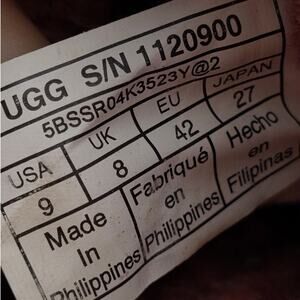 UGG S/N 1120900
5BSSR04K3523Y@2
USA UK EU JAPAN
9 8 42 27
Made Fabriqué Hecho
In en en
Philippines Philippines Filipinas